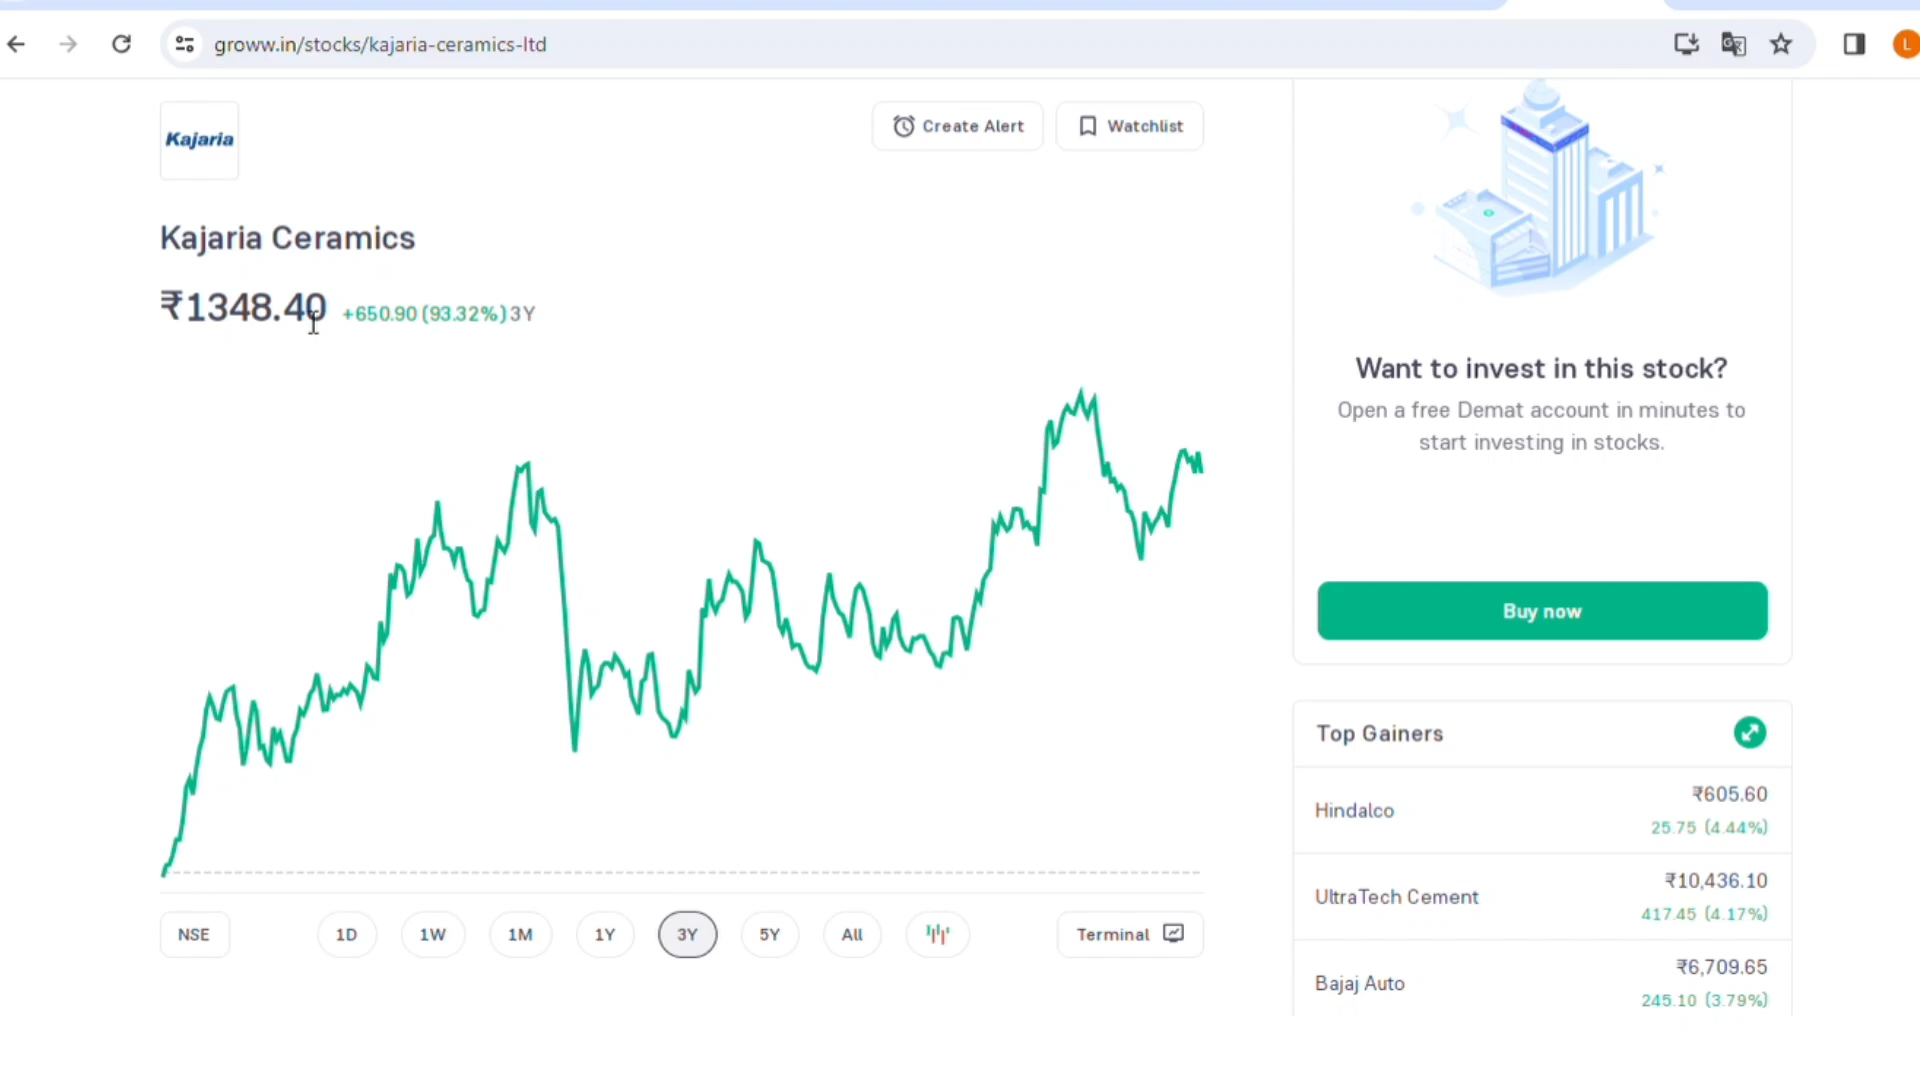 groww.in/stocks/kajaria-ceramics-ltd
L
Kajaria
Create Alert
Watchlist
Kajaria Ceramics
₹1348.40 +650.90 (93.32%) 3Y
Want to invest in this stock?
Open a free Demat account in minutes to
start investing in stocks.
Buy now
Top Gainers
Hindalco
₹605.60
25.75 (4.44%)
UltraTech Cement
₹10,436.10
417.45 (4.17%)
Bajaj Auto
₹6,709.65
245.10 (3.79%)
NSE 1D 1W 1M 1Y 3Y 5Y All Terminal